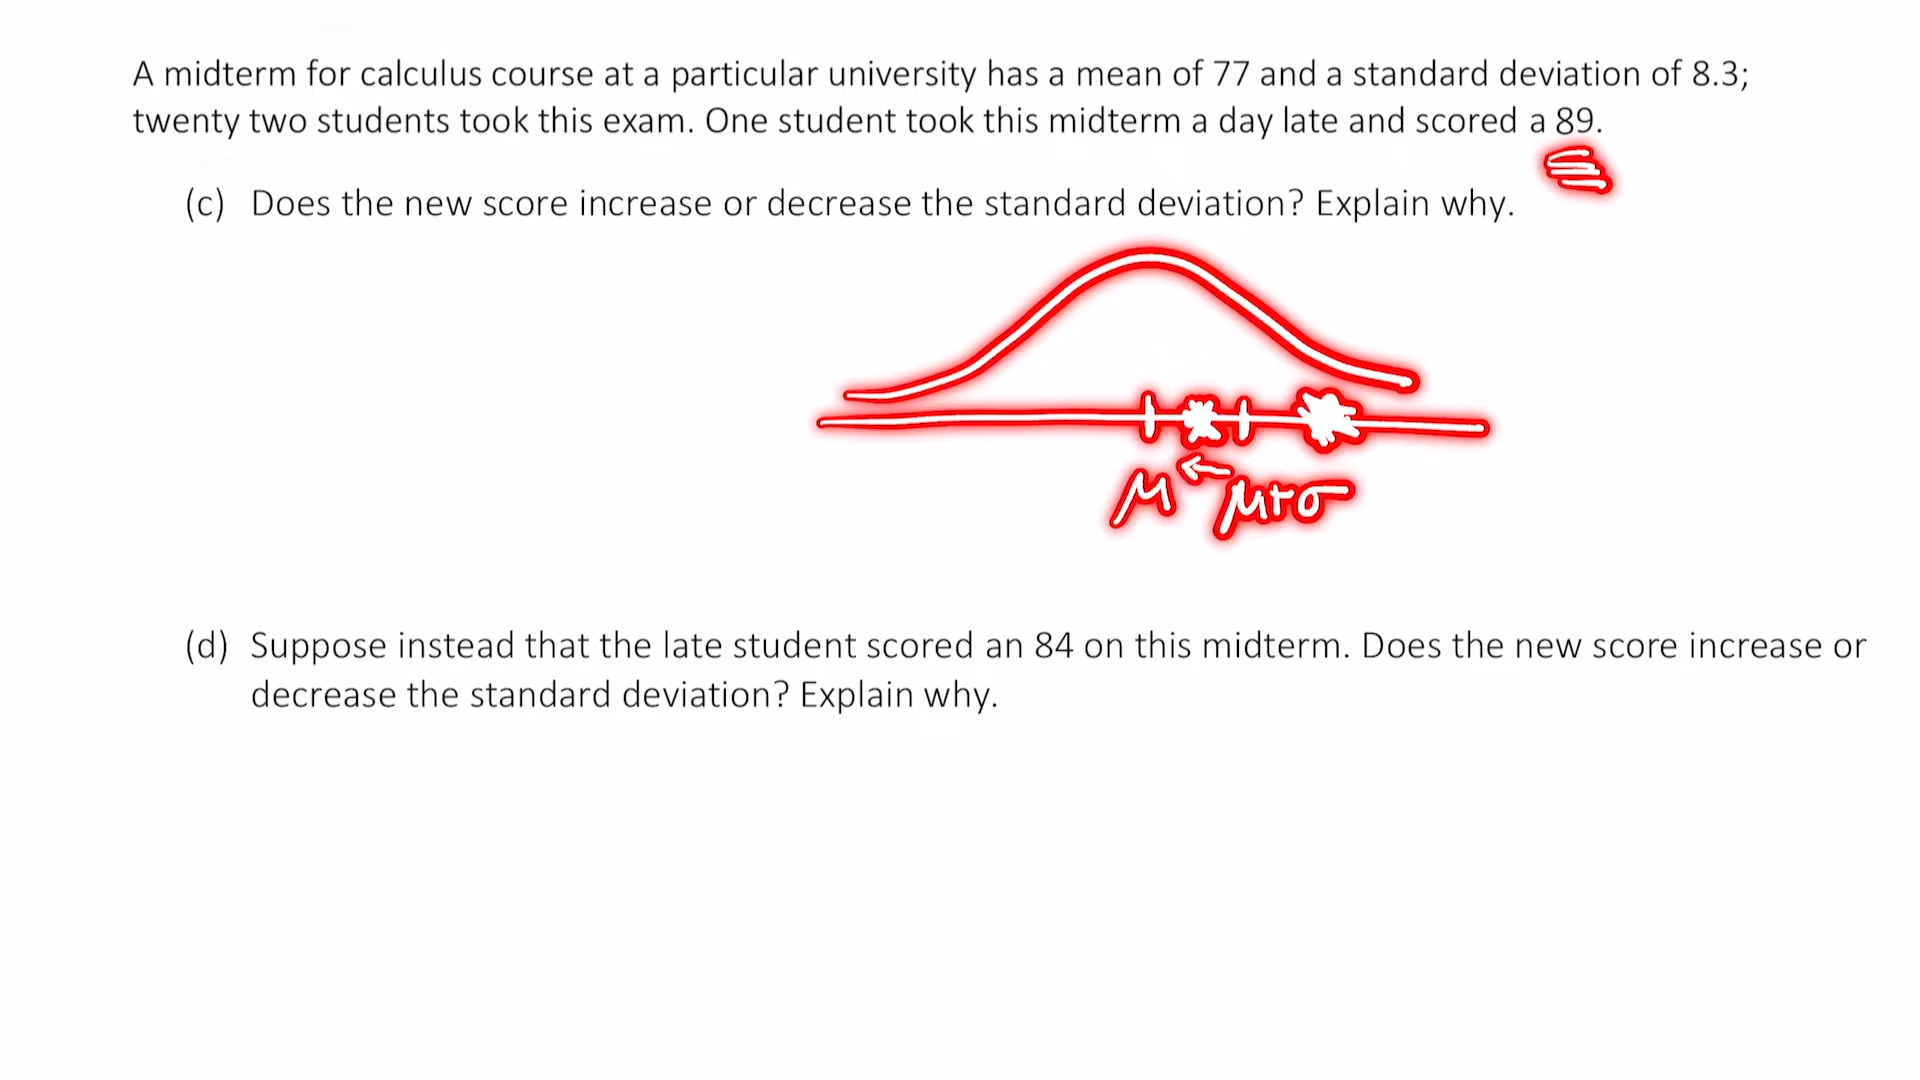 A midterm for calculus course at a particular university has a mean of 77 and a standard deviation of 8.3;
twenty two students took this exam. One student took this midterm a day late and scored a 89.
(c) Does the new score increase or decrease the standard deviation? Explain why.
μ ← μ+σ
(d) Suppose instead that the late student scored an 84 on this midterm. Does the new score increase or
decrease the standard deviation? Explain why.